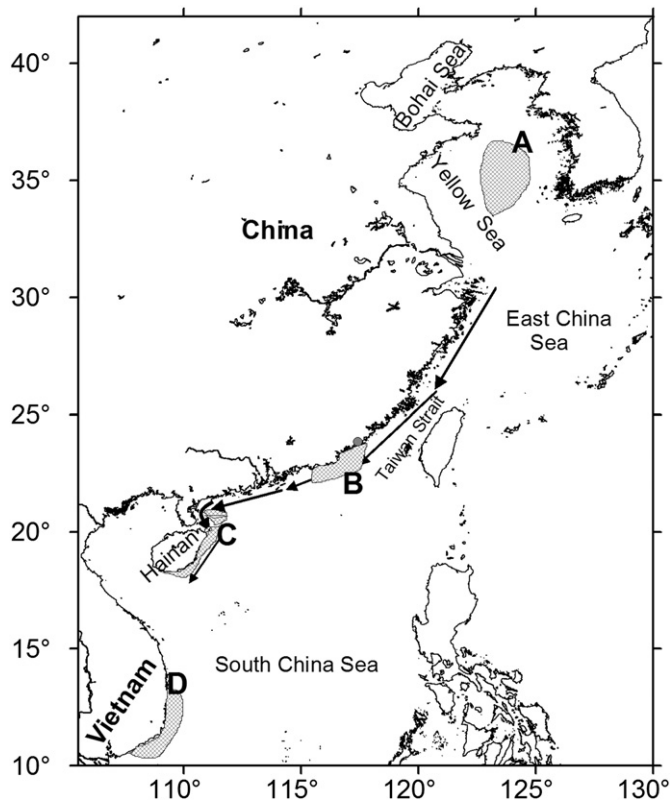 40°
Bohai Sea
A
35°
Yellow Sea
China
30°
East China
Sea
Taiwan Strait
25°
B
20°
C
Hainan
15°
South China Sea
D
Vietnam
10°
110° 115° 120° 125° 130°